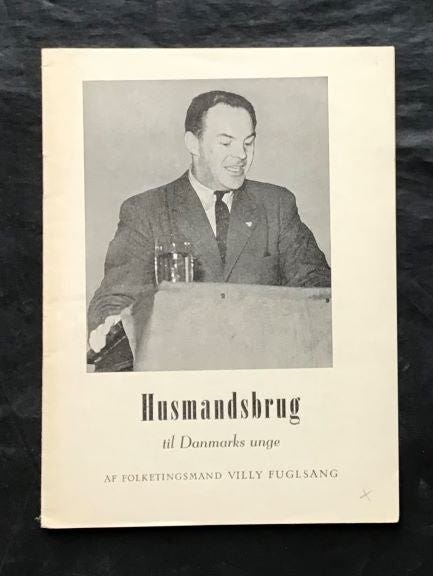 Husmandsbrug
til Danmarks unge
AF FOLKETINGSMAND VILLY FUGLSANG